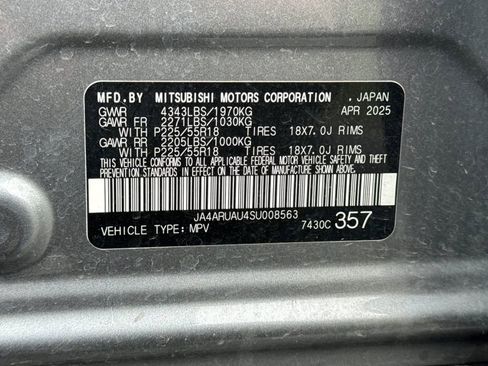 MFD.BY MITSUBISHI MOTORS CORPORATION , JAPAN
GVWR 4343LBS/1970KG APR 2025
GAWR FR 2271LBS/1030KG
WITH P225/55R18 TIRES 18X7.0J RIMS
GAWR RR 2205LBS/1000KG
WITH P225/55R18 TIRES 18X7.0J RIMS
THIS VEHICLE CONFORMS TO ALL APPLICABLE FEDERAL MOTOR VEHICLE SAFETY,
BUMPER, AND THEFT PREVENTION STANDARDS IN EFFECT ON THE DATE OF
MANUFACTURE SHOWN ABOVE.
JA4ARUAU4SU008563
VEHICLE TYPE: MPV 7430C 357